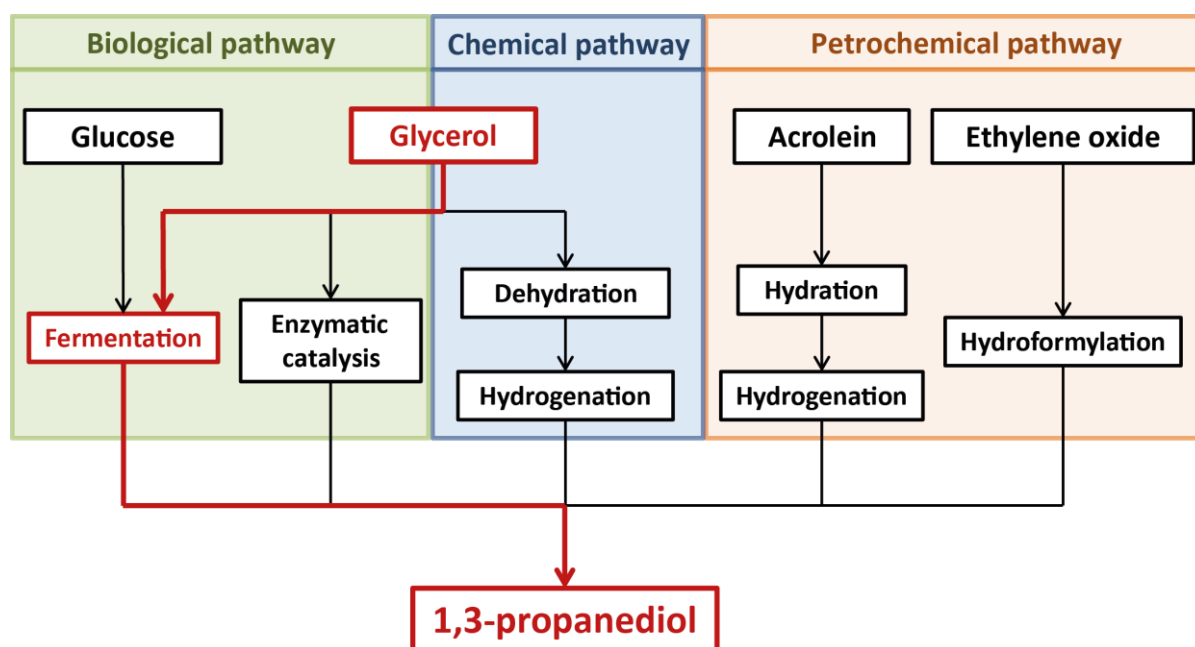 Biological pathway
Chemical pathway
Petrochemical pathway
Glucose
Glycerol
Acrolein
Ethylene oxide
Fermentation
Enzymatic
catalysis
Dehydration
Hydrogenation
Hydration
Hydrogenation
Hydroformylation
1,3-propanediol